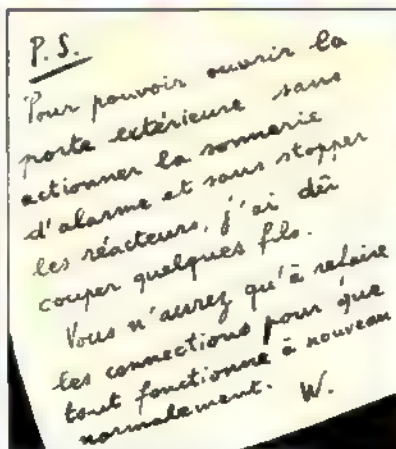 P.S.
Pour pouvoir ouvrir la
porte extérieure sans
actionner la sonnerie
d'alarme et sans stopper
les réacteurs, j'ai dû
couper quelques fils.
Vous n'aurez qu'à refaire
les connections pour que
tout fonctionne à nouveau
normalement. W.